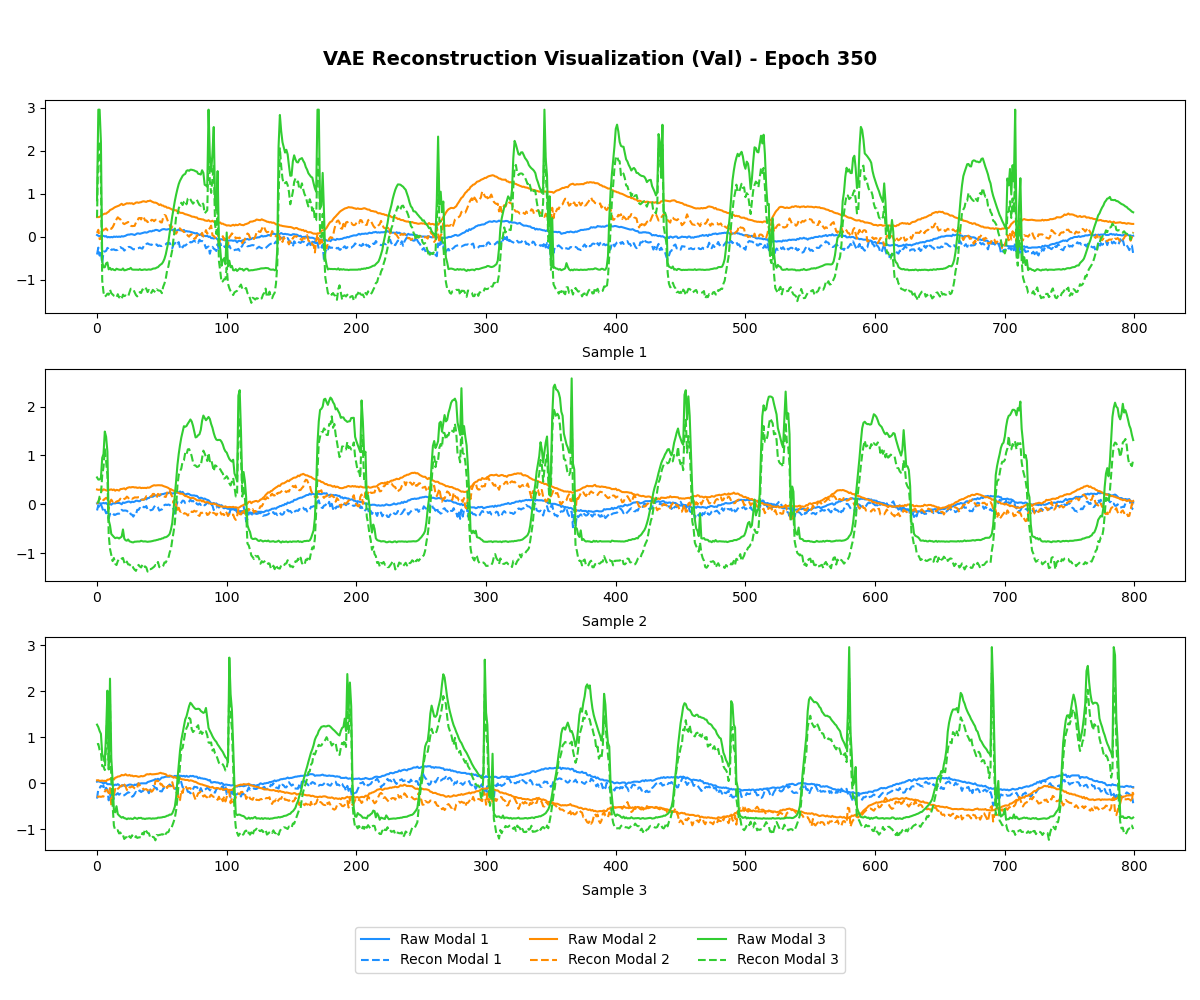 VAE Reconstruction Visualization (Val) - Epoch 350
3
2
1
0
−1
0 100 200 300 400 500 600 700 800
Sample 1
2
1
0
−1
0 100 200 300 400 500 600 700 800
Sample 2
3
2
1
0
−1
0 100 200 300 400 500 600 700 800
Sample 3
Raw Modal 1 Raw Modal 2 Raw Modal 3
Recon Modal 1 Recon Modal 2 Recon Modal 3